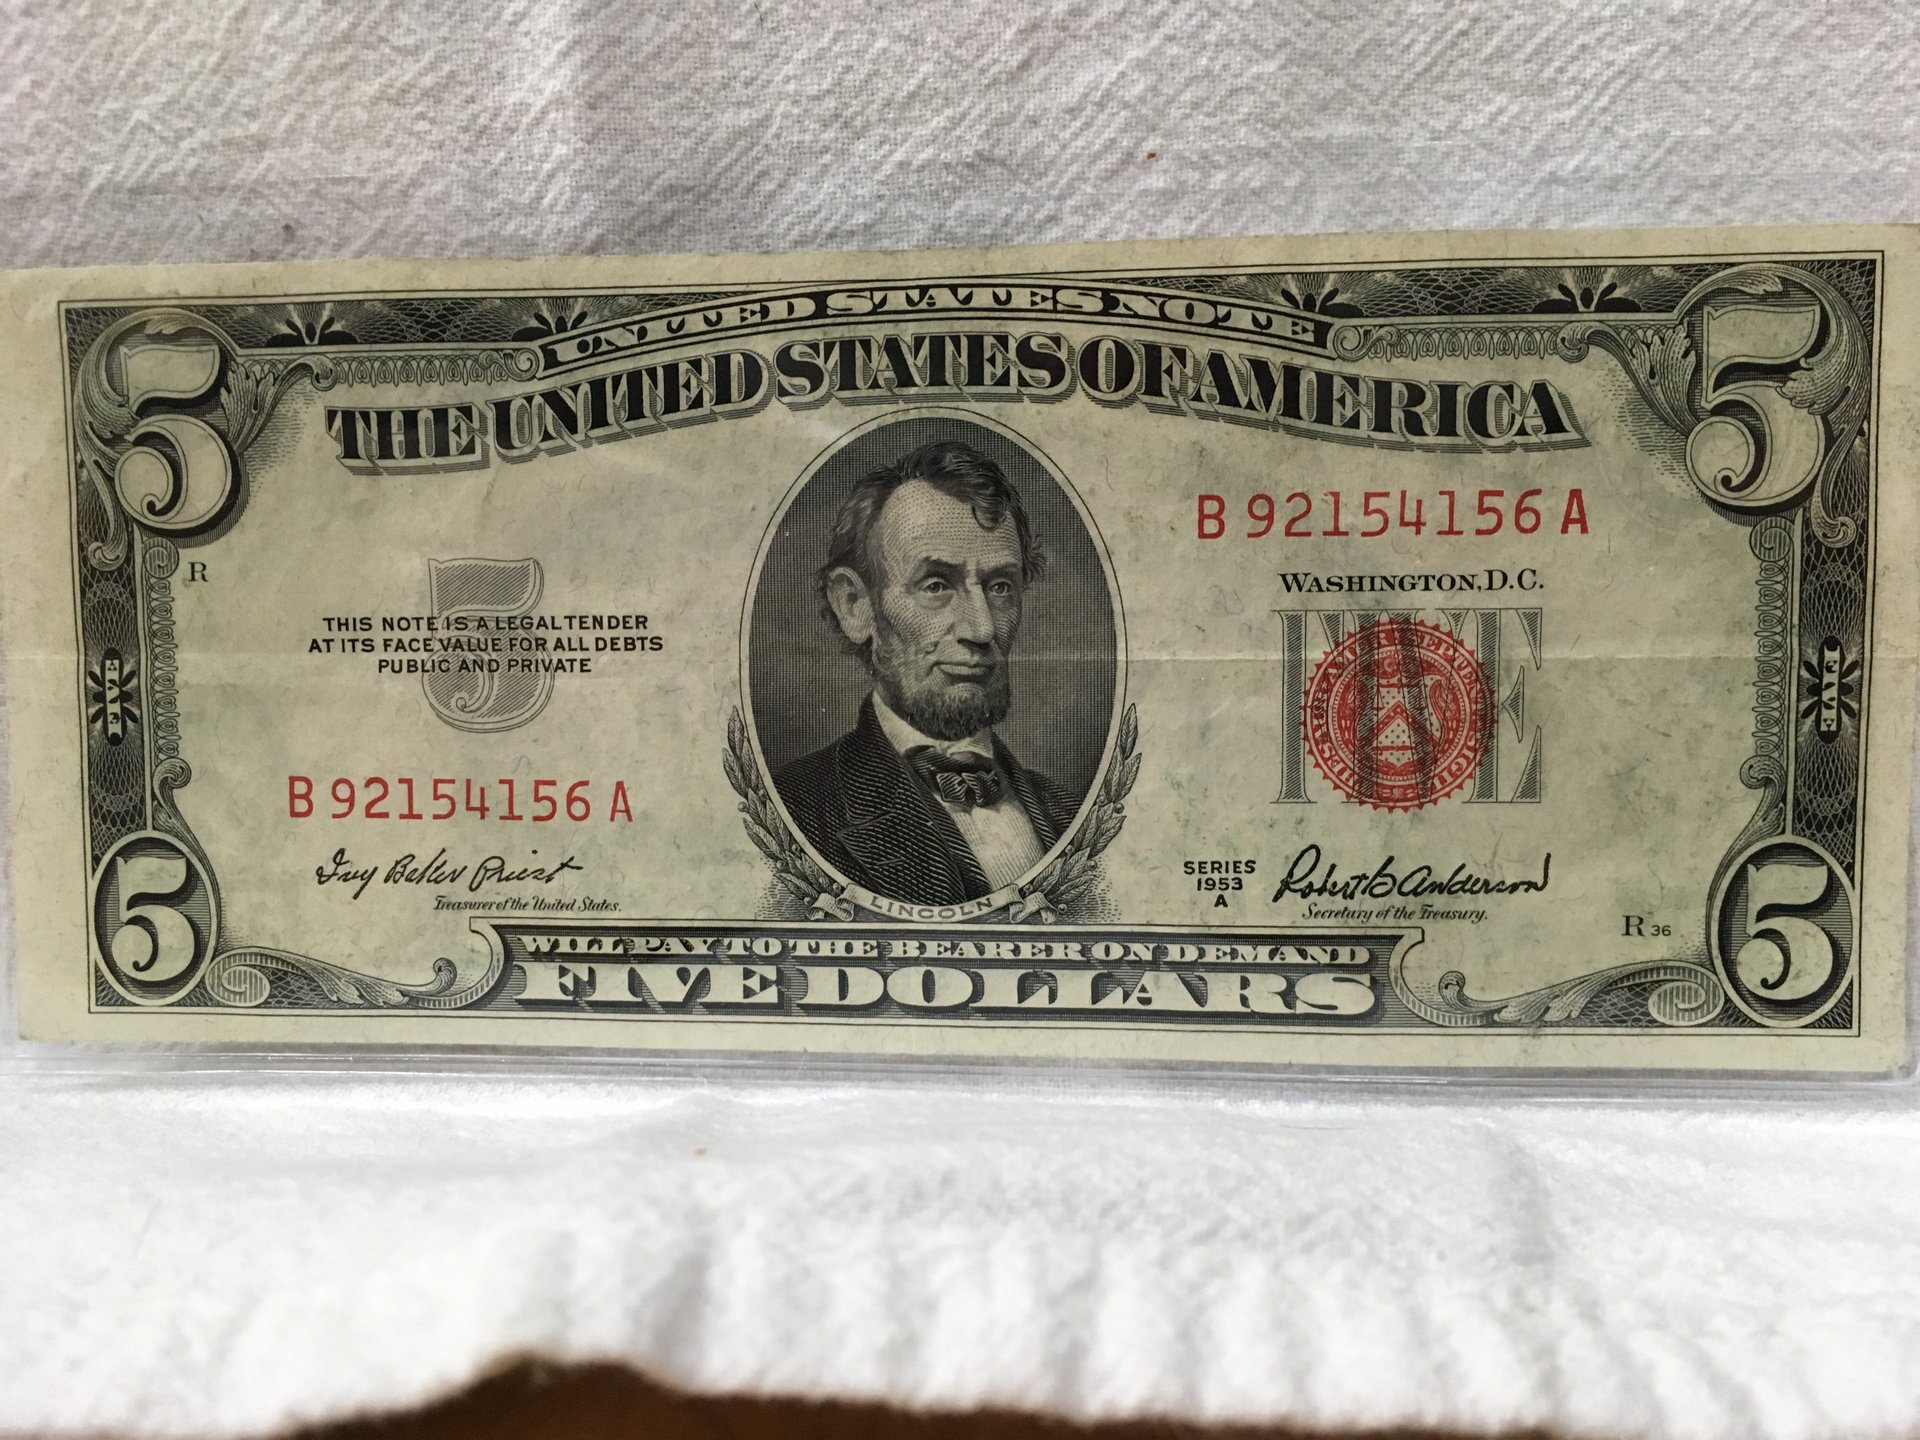 UNITED STATES NOTE
THE UNITED STATES OF AMERICA
5
5
B 92154156 A
WASHINGTON, D.C.
R
5
THIS NOTE IS A LEGAL TENDER
AT ITS FACE VALUE FOR ALL DEBTS
PUBLIC AND PRIVATE
FIVE
FIVE
FIVE
B 92154156 A
Ivy Baker Priest
Treasurer of the United States.
LINCOLN
SERIES
1953
A
Robert B Anderson
Secretary of the Treasury.
R 36
5
5
WILL PAY TO THE BEARER ON DEMAND
FIVE DOLLARS